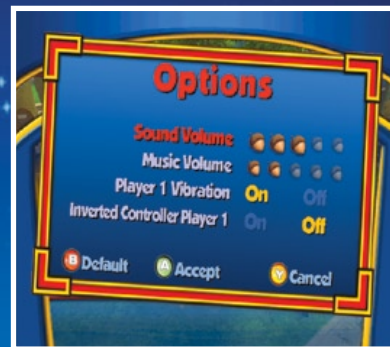 Options
Sound Volume
Music Volume
Player 1 Vibration On Off
Inverted Controller Player 1 On Off
B Default A Accept Y Cancel